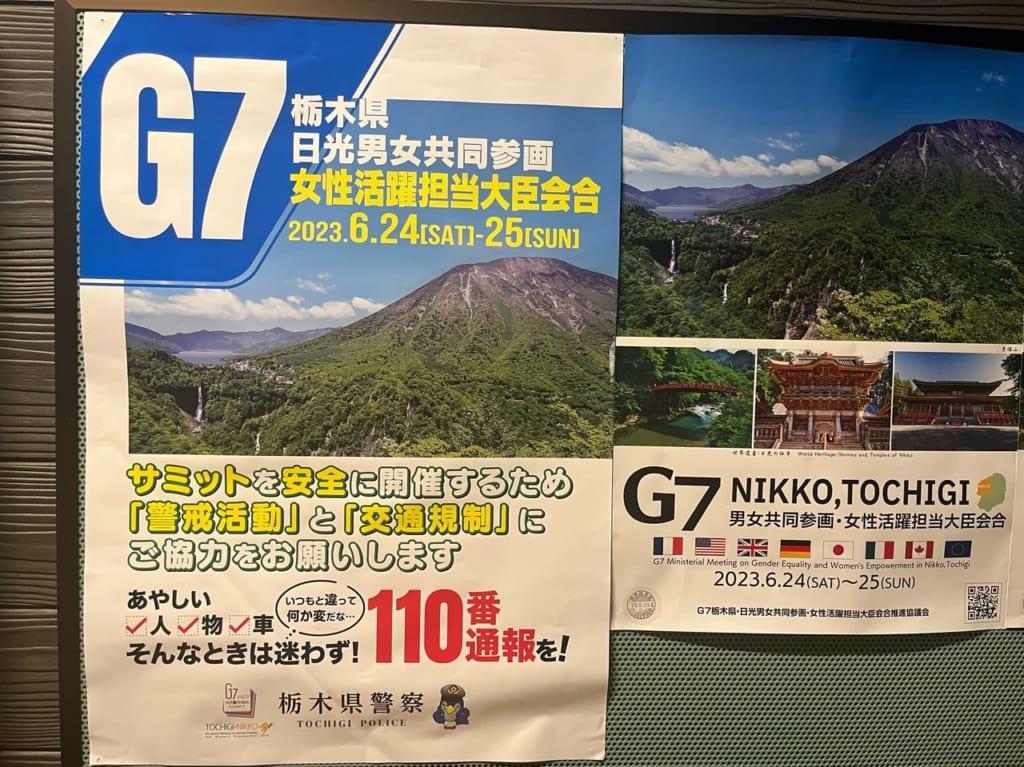 G7
栃木県
日光男女共同参画
女性活躍担当大臣会合
2023.6.24[SAT]-25[SUN]
サミットを安全に開催するため
「警戒活動」と「交通規制」に
ご協力をお願いします
あやしい
人 物 車
いつもと違って
何か変だな…
そんなときは迷わず!
110番
通報を!
G7
TOCHIGI-NIKKO
栃木県警察
TOCHIGI POLICE
男体山
世界遺産・日光の社寺 World Heritage:Shrines and Temples of Nikko
G7 NIKKO,TOCHIGI
男女共同参画・女性活躍担当大臣会合
G7 Ministerial Meeting on Gender Equality and Women's Empowerment in Nikko,Tochigi
2023.6.24(SAT)～25(SUN)
G7栃木県・日光男女共同参画・女性活躍担当大臣会合推進協議会